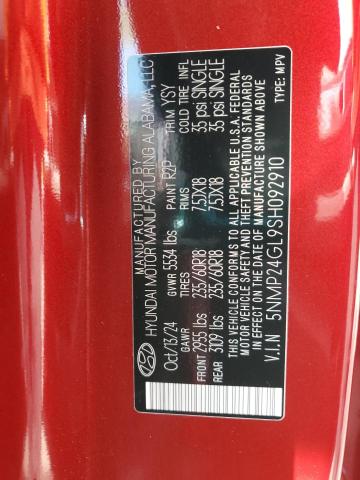 MANUFACTURED BY
HYUNDAI MOTOR MANUFACTURING ALABAMA, LLC
Oct/13/24 PAINT R2P TRIM YSY
GVWR 5534 lbs
GAWR TIRES RIMS COLD TIRE INFL
FRONT 2955 lbs 235/60R18 7.5JX18 35 psi SINGLE
REAR 3109 lbs 235/60R18 7.5JX18 35 psi SINGLE
THIS VEHICLE CONFORMS TO ALL APPLICABLE U.S.A. FEDERAL
MOTOR VEHICLE SAFETY AND THEFT PREVENTION STANDARDS
IN EFFECT ON THE DATE OF MANUFACTURE SHOWN ABOVE.
V.I.N 5NMP24GL9SH092910 TYPE: MPV